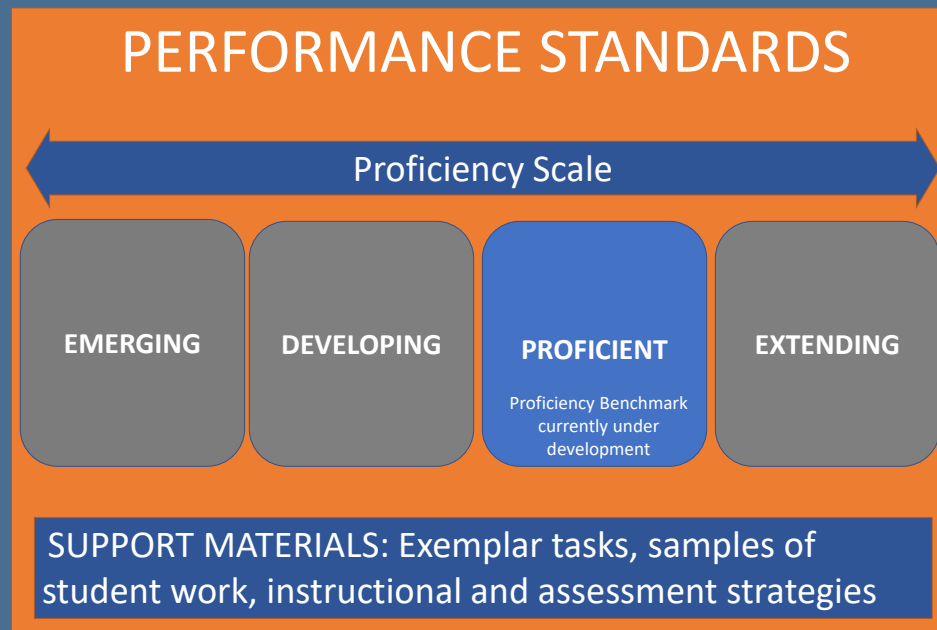 PERFORMANCE STANDARDS
Proficiency Scale
EMERGING
DEVELOPING
PROFICIENT
Proficiency Benchmark
currently under
development
EXTENDING
SUPPORT MATERIALS: Exemplar tasks, samples of
student work, instructional and assessment strategies